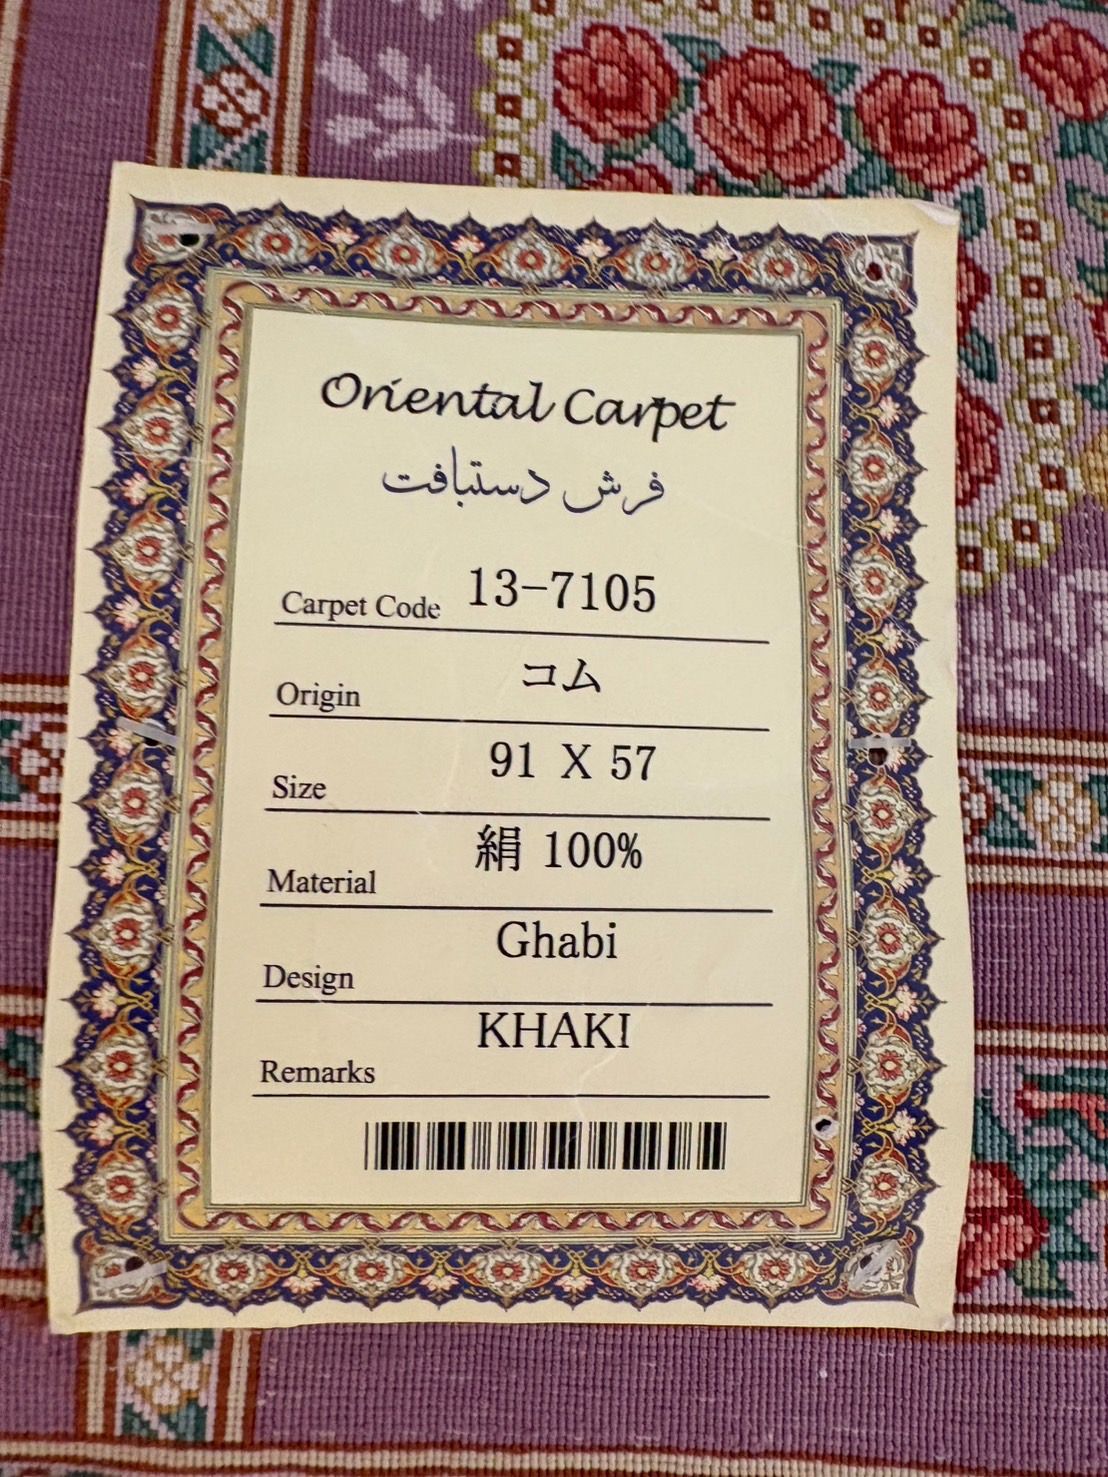 Oriental Carpet
فرش دستبافت
Carpet Code 13-7105
Origin コム
Size 91 X 57
Material 絹 100%
Design Ghabi
Remarks KHAKI